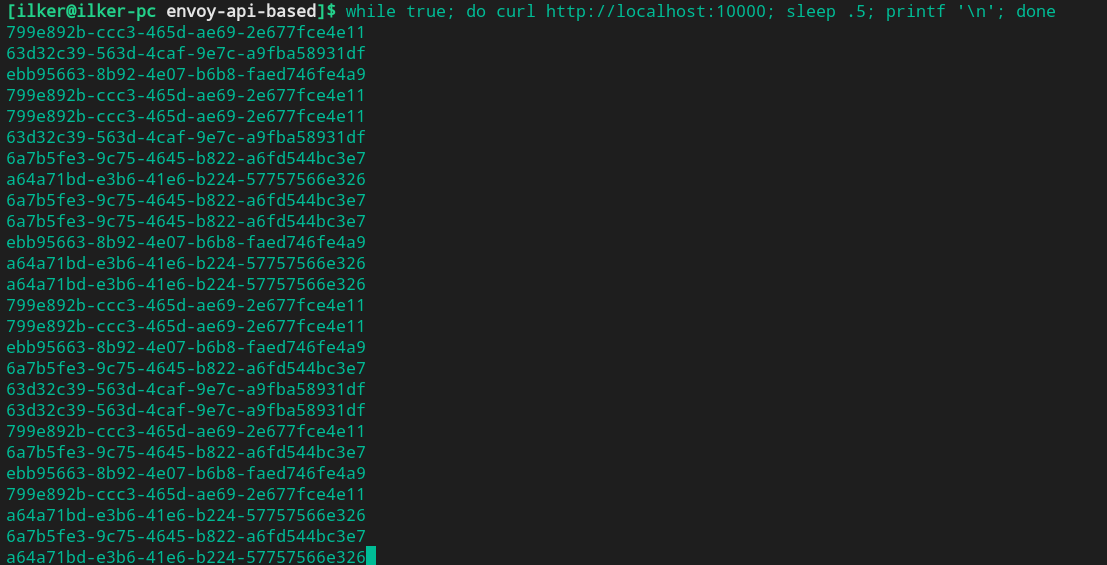 [ilker@ilker-pc envoy-api-based]$ while true; do curl http://localhost:10000; sleep .5; printf '\n'; done
799e892b-ccc3-465d-ae69-2e677fce4e11
63d32c39-563d-4caf-9e7c-a9fba58931df
ebb95663-8b92-4e07-b6b8-faed746fe4a9
799e892b-ccc3-465d-ae69-2e677fce4e11
799e892b-ccc3-465d-ae69-2e677fce4e11
63d32c39-563d-4caf-9e7c-a9fba58931df
6a7b5fe3-9c75-4645-b822-a6fd544bc3e7
a64a71bd-e3b6-41e6-b224-57757566e326
6a7b5fe3-9c75-4645-b822-a6fd544bc3e7
6a7b5fe3-9c75-4645-b822-a6fd544bc3e7
ebb95663-8b92-4e07-b6b8-faed746fe4a9
a64a71bd-e3b6-41e6-b224-57757566e326
a64a71bd-e3b6-41e6-b224-57757566e326
799e892b-ccc3-465d-ae69-2e677fce4e11
799e892b-ccc3-465d-ae69-2e677fce4e11
ebb95663-8b92-4e07-b6b8-faed746fe4a9
6a7b5fe3-9c75-4645-b822-a6fd544bc3e7
63d32c39-563d-4caf-9e7c-a9fba58931df
63d32c39-563d-4caf-9e7c-a9fba58931df
799e892b-ccc3-465d-ae69-2e677fce4e11
6a7b5fe3-9c75-4645-b822-a6fd544bc3e7
ebb95663-8b92-4e07-b6b8-faed746fe4a9
799e892b-ccc3-465d-ae69-2e677fce4e11
a64a71bd-e3b6-41e6-b224-57757566e326
6a7b5fe3-9c75-4645-b822-a6fd544bc3e7
a64a71bd-e3b6-41e6-b224-57757566e326